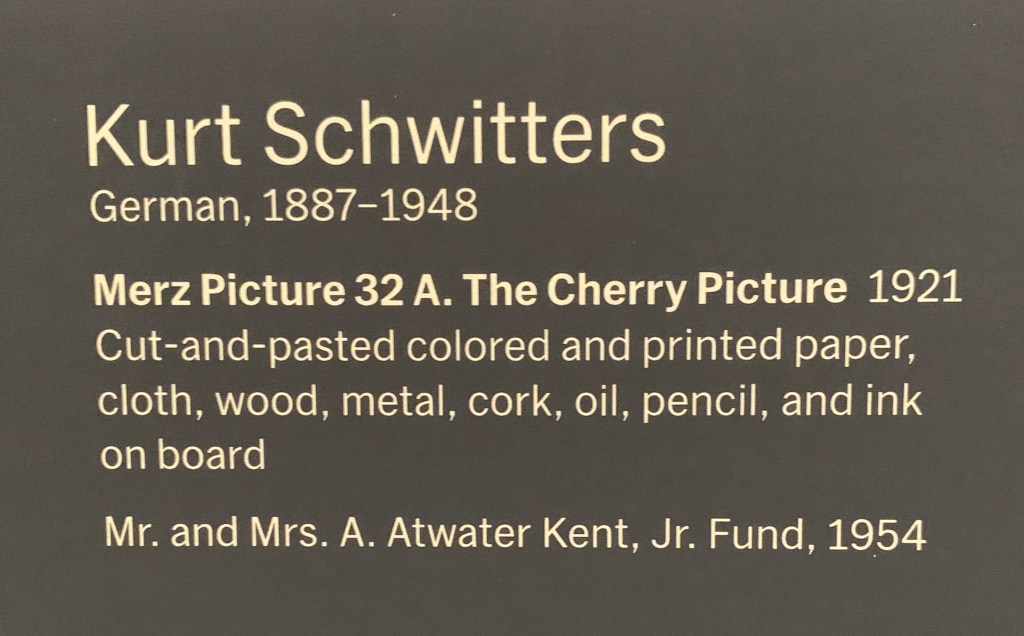 Kurt Schwitters
German, 1887–1948
Merz Picture 32 A. The Cherry Picture 1921
Cut-and-pasted colored and printed paper,
cloth, wood, metal, cork, oil, pencil, and ink
on board
Mr. and Mrs. A. Atwater Kent, Jr. Fund, 1954